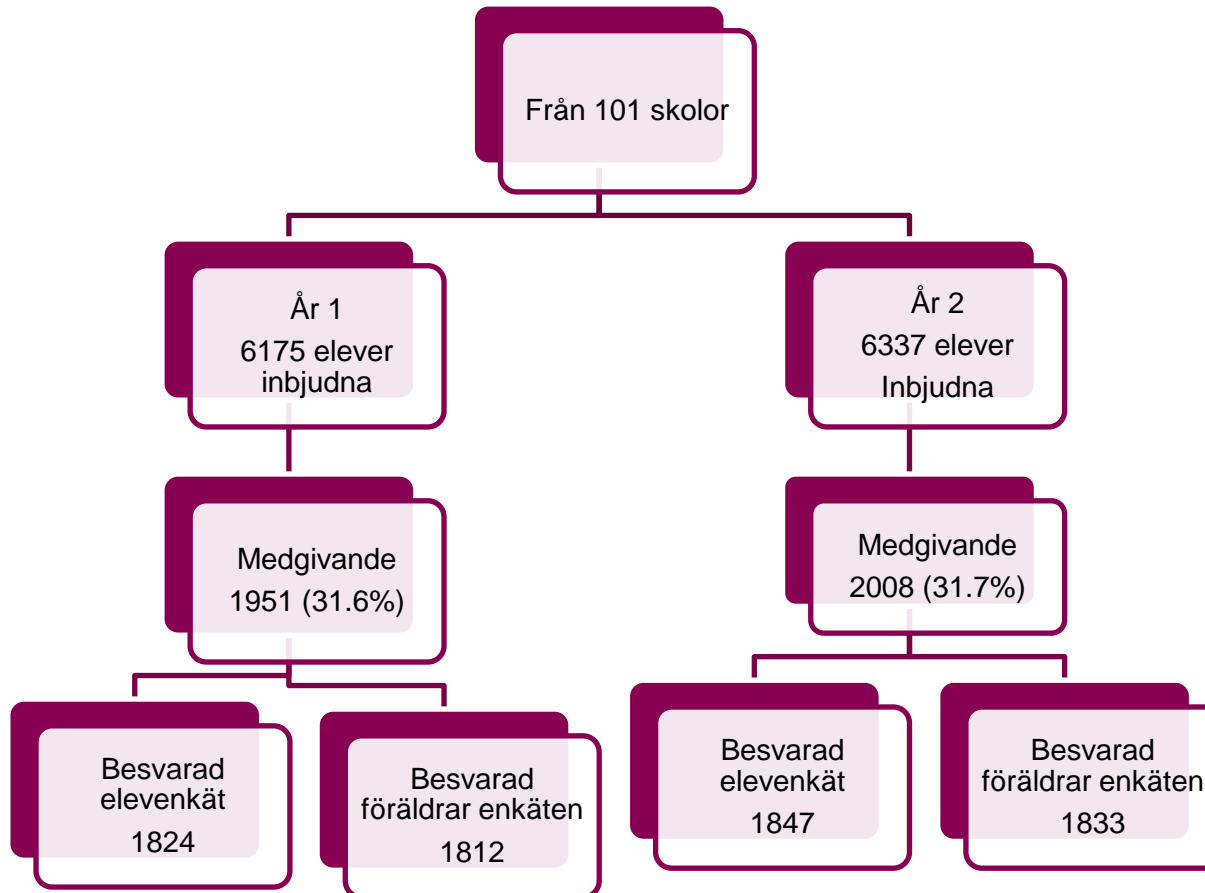 Från 101 skolor
År 1
6175 elever
inbjudna
År 2
6337 elever
Inbjudna
Medgivande
1951 (31.6%)
Medgivande
2008 (31.7%)
Besvarad
elevenkät
1824
Besvarad
föräldrar enkäten
1812
Besvarad
elevenkät
1847
Besvarad
föräldrar enkäten
1833